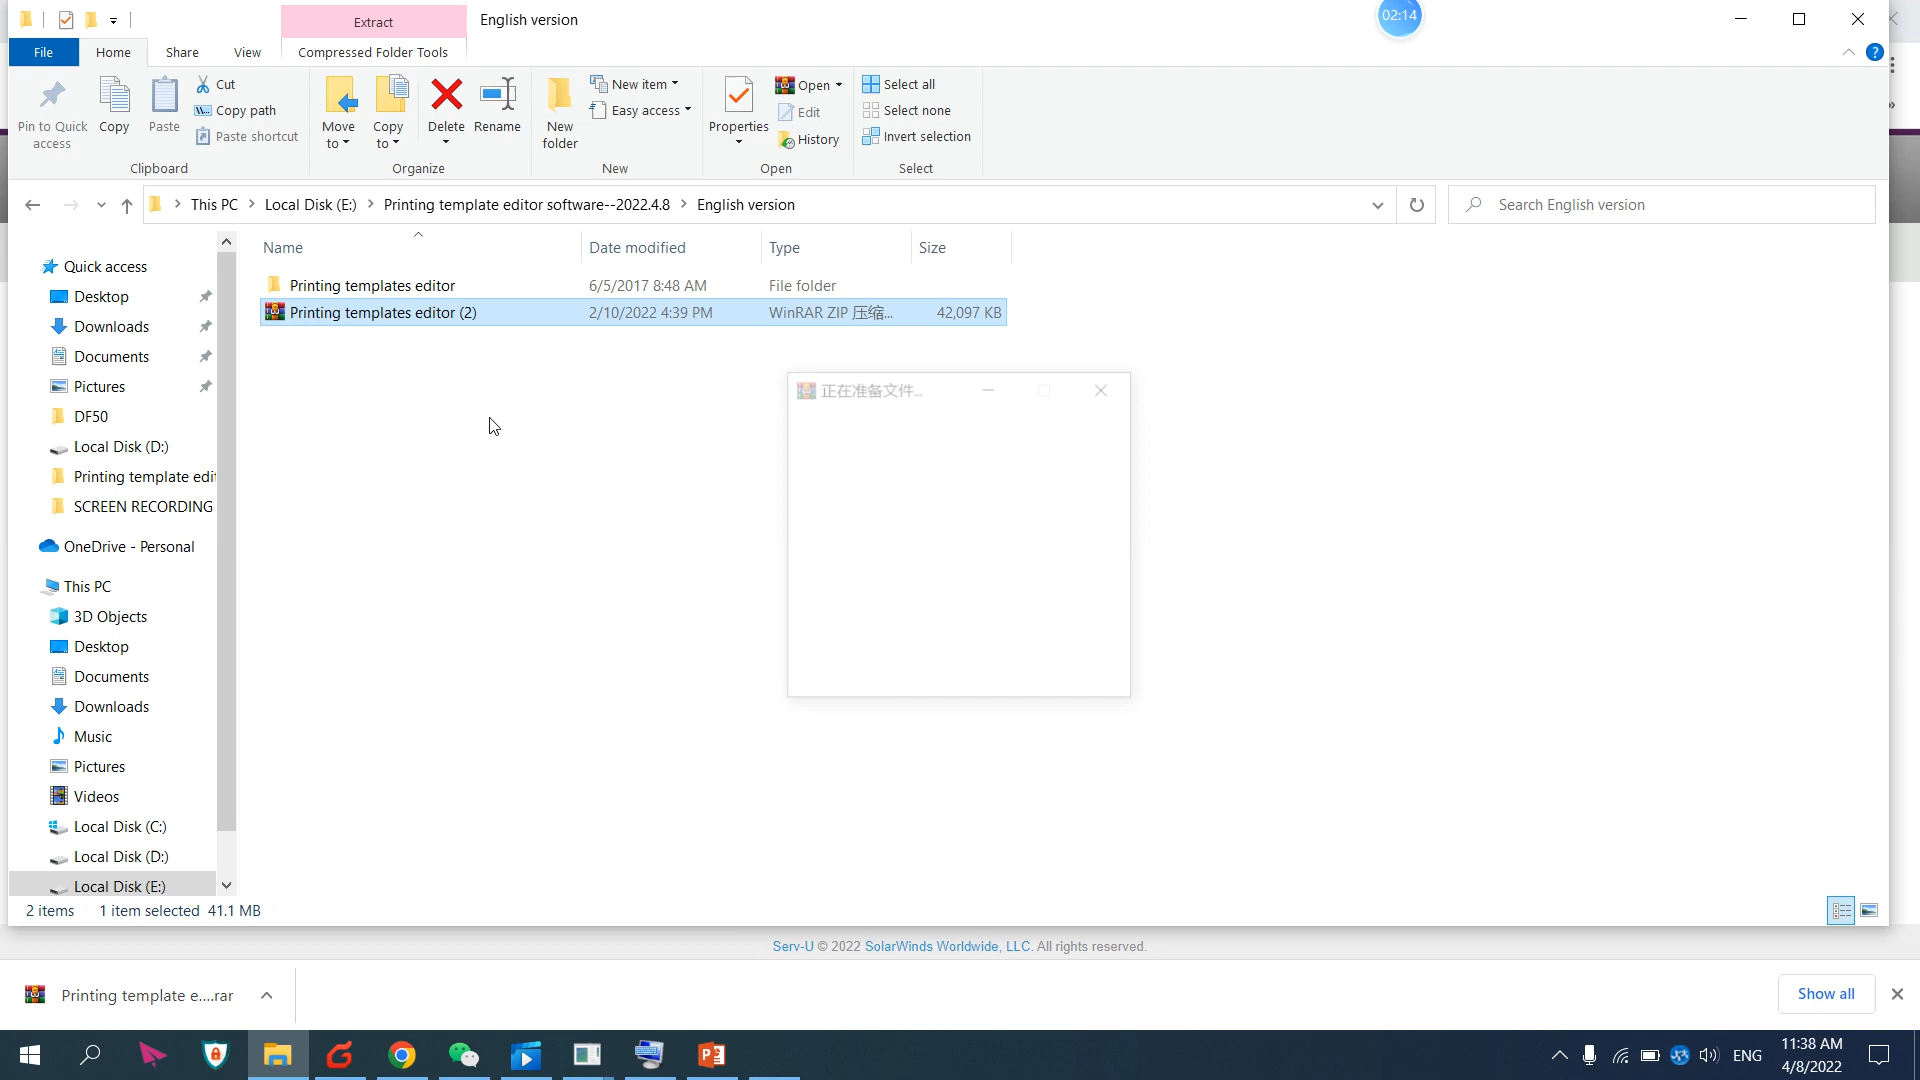 Extract
English version
02:14
File
Home
Share
View
Compressed Folder Tools
Pin to Quick access
Copy
Paste
Cut
Copy path
Paste shortcut
Clipboard
Move to
Copy to
Delete
Rename
Organize
New folder
New item
Easy access
New
Properties
Open
Edit
History
Open
Select all
Select none
Invert selection
Select
This PC > Local Disk (E:) > Printing template editor software--2022.4.8 > English version
Search English version
Name
Date modified
Type
Size
Printing templates editor 6/5/2017 8:48 AM File folder
Printing templates editor (2) 2/10/2022 4:39 PM WinRAR ZIP 压缩... 42,097 KB
正在准备文件...
Quick access
Desktop
Downloads
Documents
Pictures
DF50
Local Disk (D:)
Printing template edit
SCREEN RECORDING
OneDrive - Personal
This PC
3D Objects
Desktop
Documents
Downloads
Music
Pictures
Videos
Local Disk (C:)
Local Disk (D:)
Local Disk (E:)
2 items 1 item selected 41.1 MB
Serv-U © 2022 SolarWinds Worldwide, LLC. All rights reserved.
Printing template e....rar
Show all
ENG
11:38 AM
4/8/2022